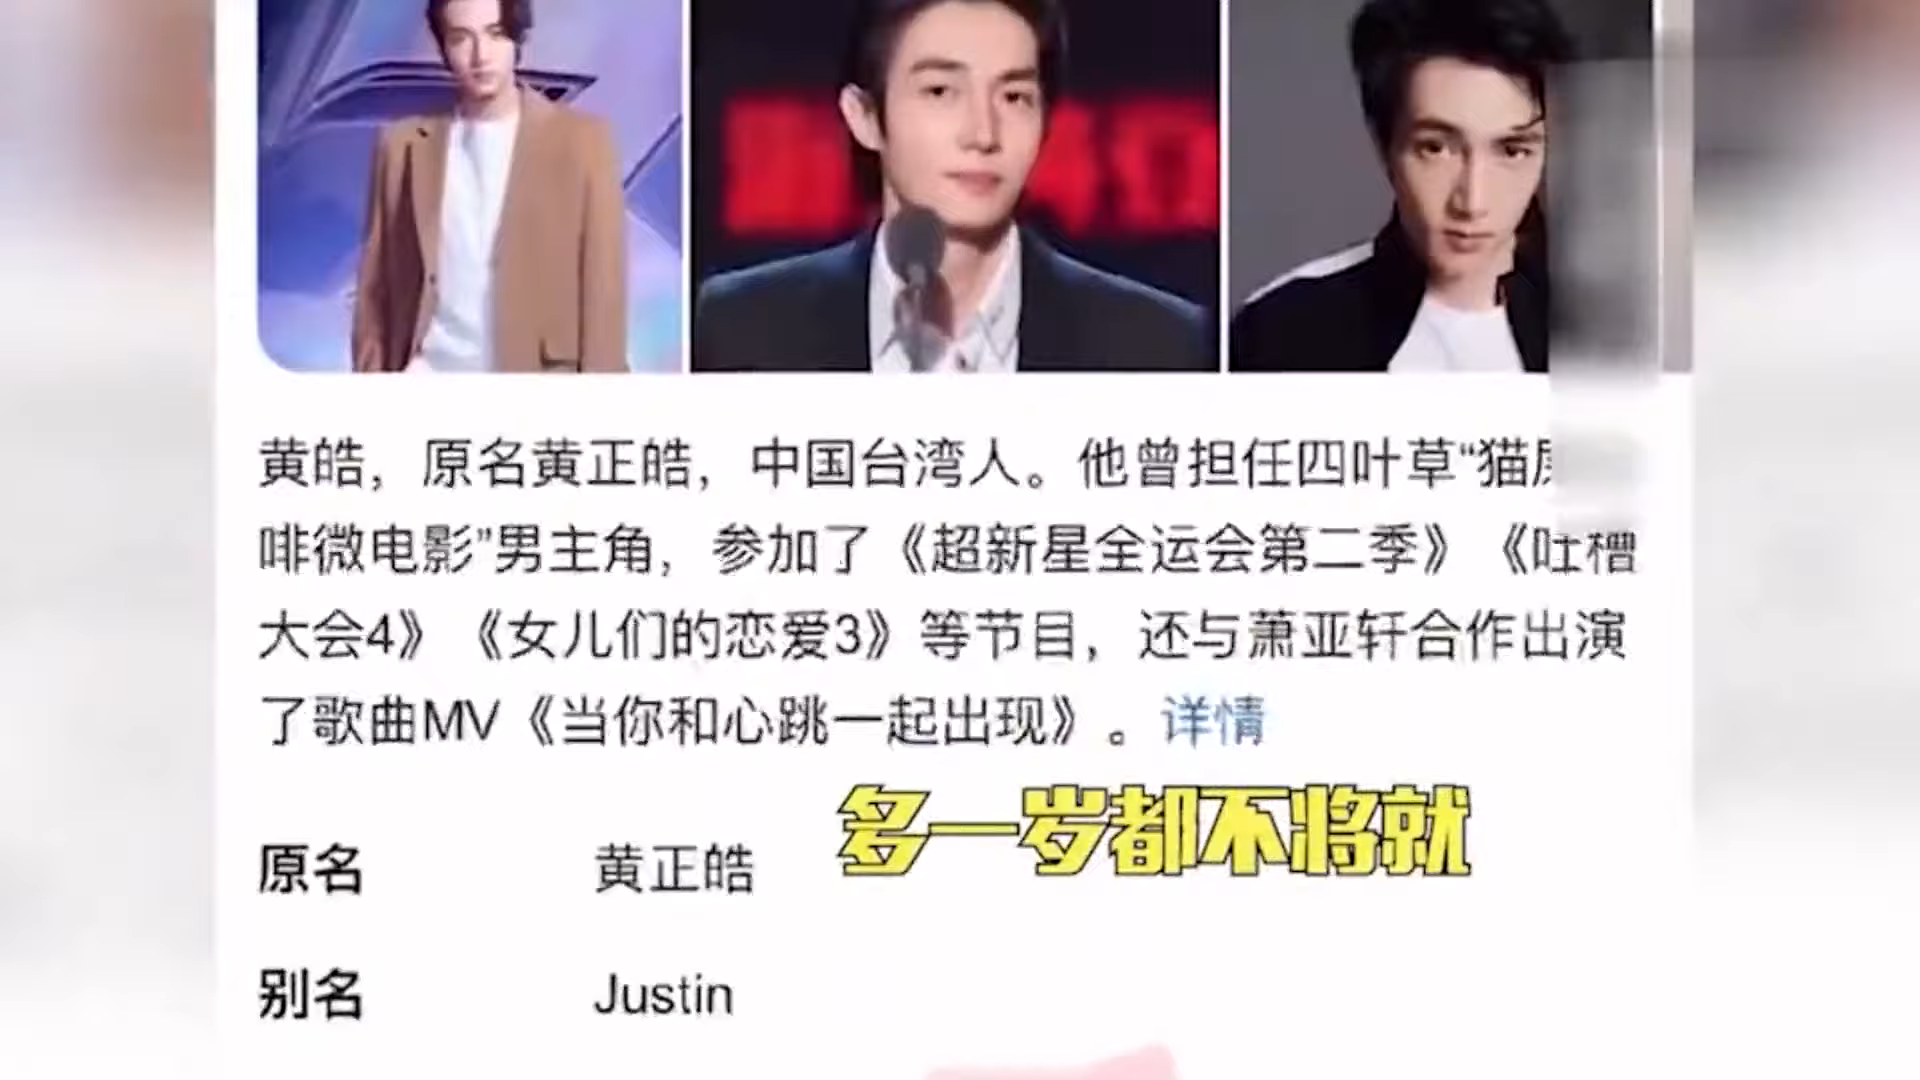 黄皓，原名黄正皓，中国台湾人。他曾担任四叶草“猫
啡微电影”男主角，参加了《超新星全运会第二季》《吐槽
大会4》《女儿们的恋爱3》等节目，还与萧亚轩合作出演
了歌曲MV《当你和心跳一起出现》。详情
多一岁都不将就
原名 黄正皓
别名 Justin